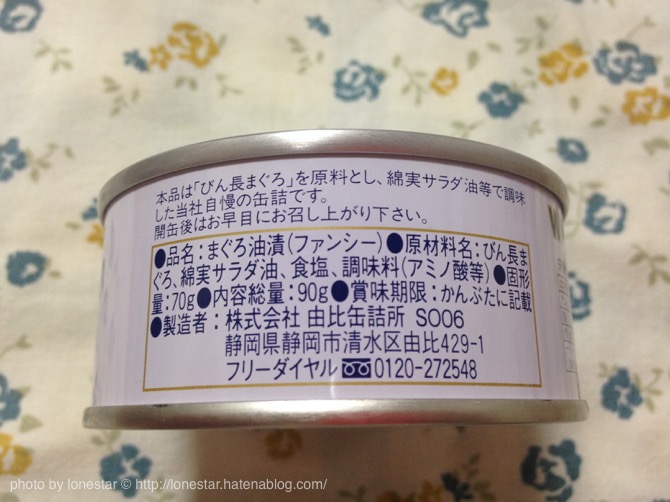 本品は「びん長まぐろ」を原料とし、綿実サラダ油等で調味
した当社自慢の缶詰です。
開缶後はお早目にお召し上がり下さい。
●品名：まぐろ油漬(ファンシー)●原材料名：びん長ま
ぐろ、綿実サラダ油、食塩、調味料(アミノ酸等)●固形
量：70g●内容総量：90g●賞味期限：かんぶたに記載
●製造者：株式会社 由比缶詰所 SO06
静岡県静岡市清水区由比429-1
フリーダイヤル 0120-272548
photo by lonestar © http://lonestar.hatenablog.com/